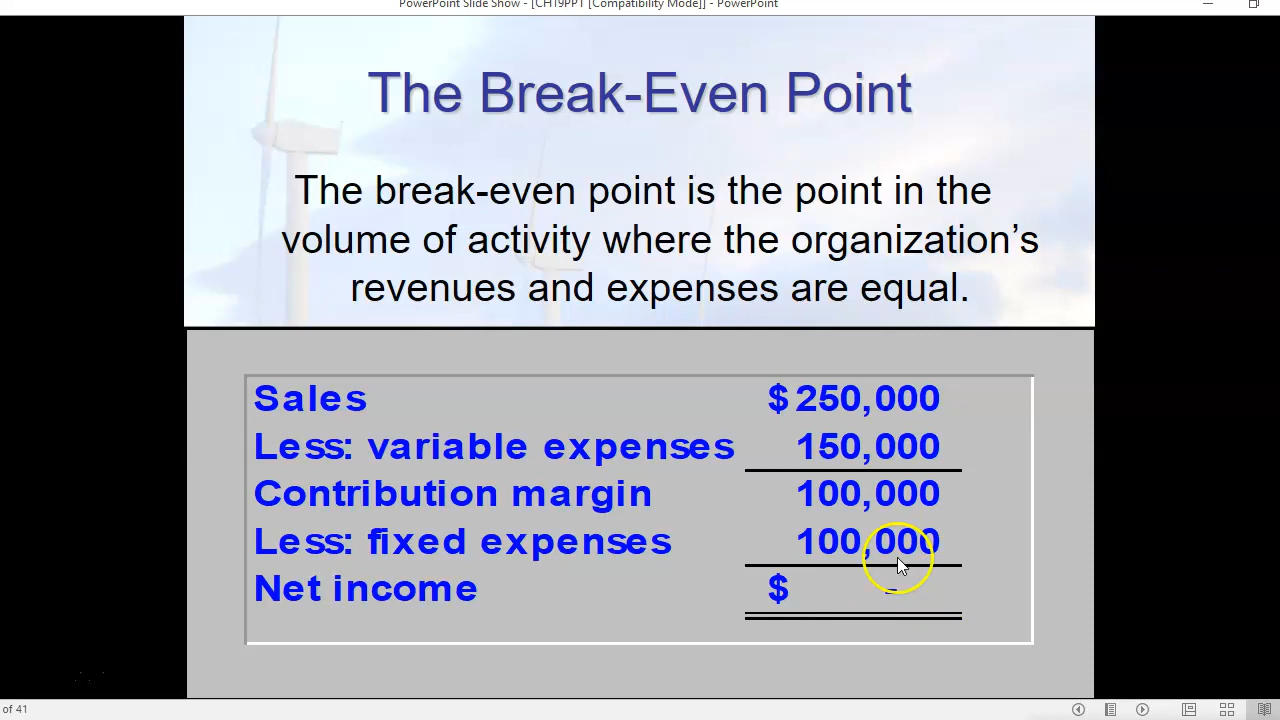 PowerPoint Slide Show - [CH19PPT [Compatibility Mode]] - PowerPoint
The Break-Even Point
The break-even point is the point in the
volume of activity where the organization’s
revenues and expenses are equal.
Sales $ 250,000
Less: variable expenses 150,000
Contribution margin 100,000
Less: fixed expenses 100,000
Net income $ -
of 41